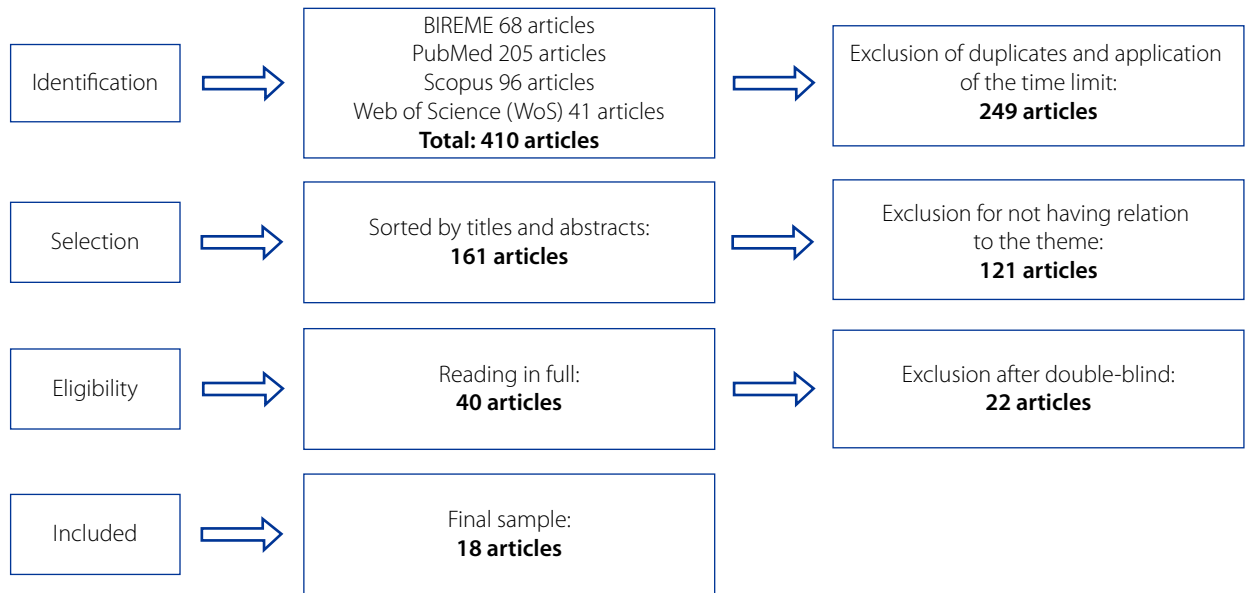 Identification
BIREME 68 articles
PubMed 205 articles
Scopus 96 articles
Web of Science (WoS) 41 articles
Total: 410 articles
Exclusion of duplicates and application
of the time limit:
249 articles
Selection
Sorted by titles and abstracts:
161 articles
Exclusion for not having relation
to the theme:
121 articles
Eligibility
Reading in full:
40 articles
Exclusion after double-blind:
22 articles
Included
Final sample:
18 articles